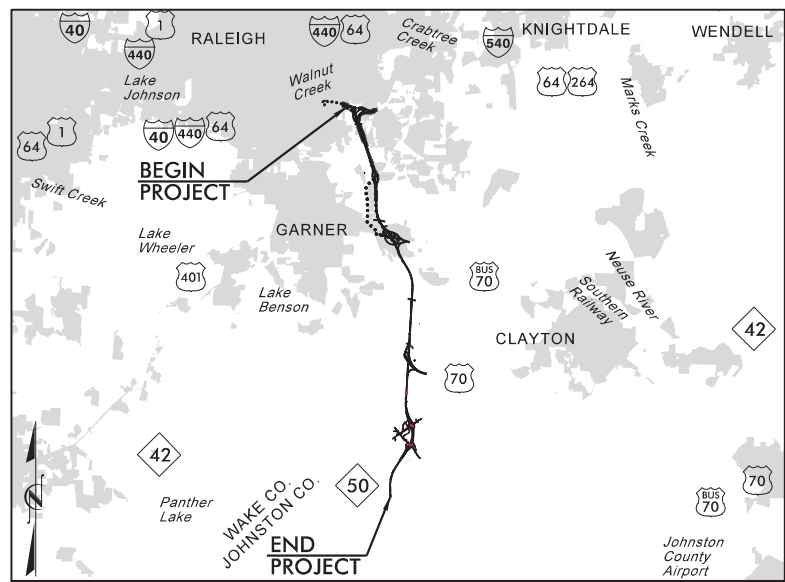 40
1
440
RALEIGH
440
64
Crabtree
Creek
540
KNIGHTDALE
WENDELL
Lake
Johnson
Walnut
Creek
64
264
Marks Creek
64
1
40
440
64
BEGIN
PROJECT
Swift Creek
Lake
Wheeler
GARNER
401
Lake
Benson
BUS
70
Neuse River
Southern
Railway
CLAYTON
42
70
42
50
Panther
Lake
WAKE CO.
JOHNSTON CO.
END
PROJECT
BUS
70
70
Johnston
County
Airport